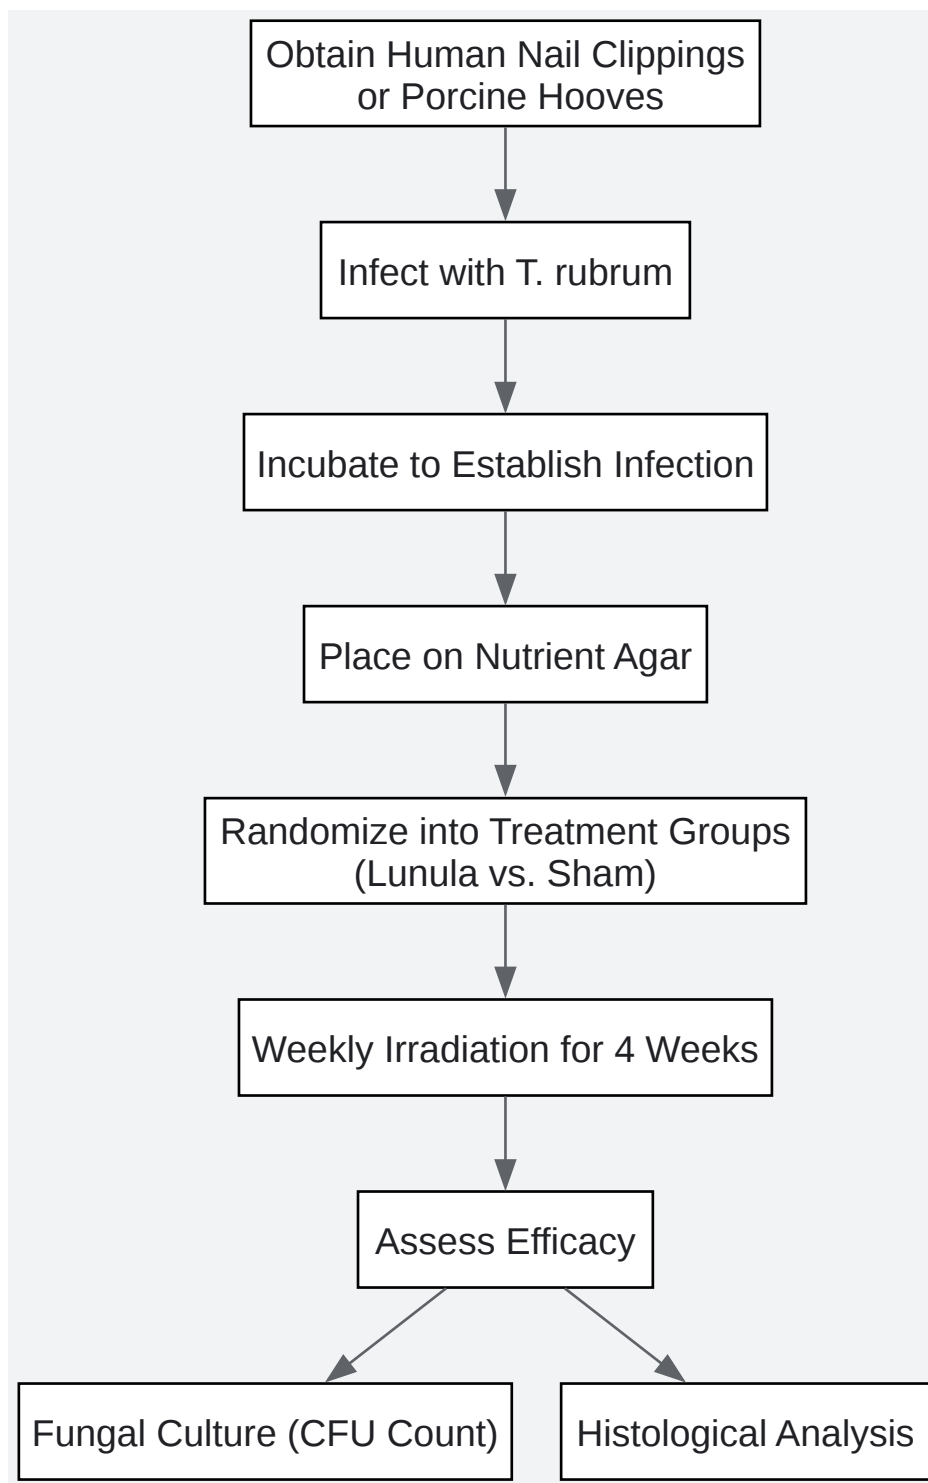 Obtain Human Nail Clippings
or Porcine Hooves
Infect with T. rubrum
Incubate to Establish Infection
Place on Nutrient Agar
Randomize into Treatment Groups
(Lunula vs. Sham)
Weekly Irradiation for 4 Weeks
Assess Efficacy
Fungal Culture (CFU Count)
Histological Analysis